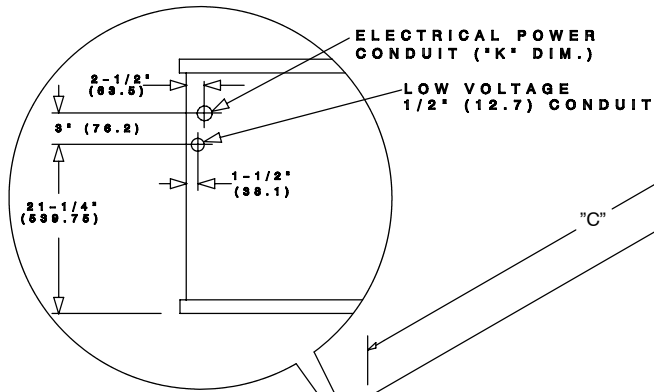 ELECTRICAL POWER
CONDUIT ("K" DIM.)
2-1/2"
(63.5)
LOW VOLTAGE
1/2" (12.7) CONDUIT
3" (76.2)
1-1/2"
(38.1)
21-1/4"
(539.75)
"C"